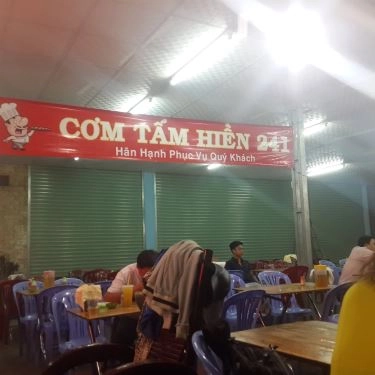 CƠM TẤM HIỀN 241
Hân Hạnh Phục Vụ Quý Khách